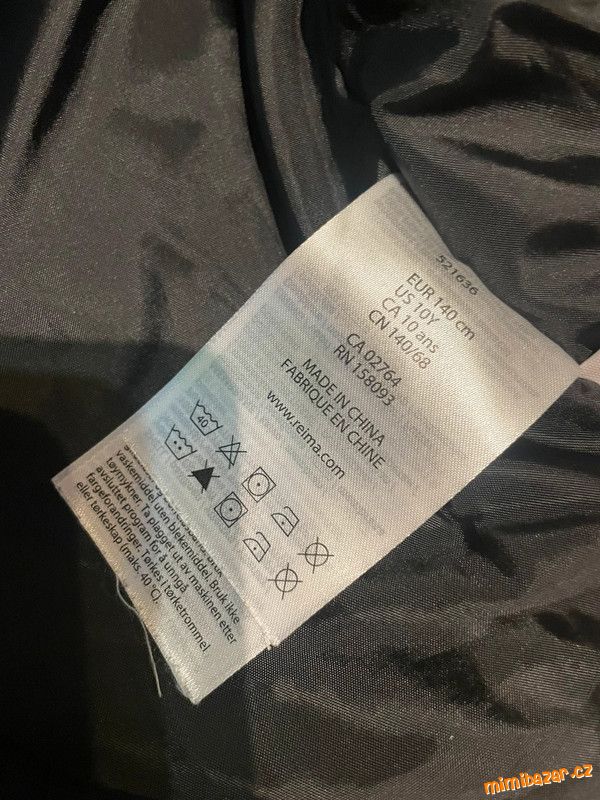 521636
EUR 140 cm
US 10Y
CA 10 ans
CN 140/68
CA 02764
RN 158093
MADE IN CHINA
FABRIQUE EN CHINE
www.reima.com
40
vaskemiddel uten blekemiddel. Bruk ikke
tøymykner. Ta plagget ut av maskinen etter
avsluttet program for å unngå
fargeforandringer. Tørkes i tørketrommel
eller tørkeskap (maks. 40 °C).
mimibazar.cz